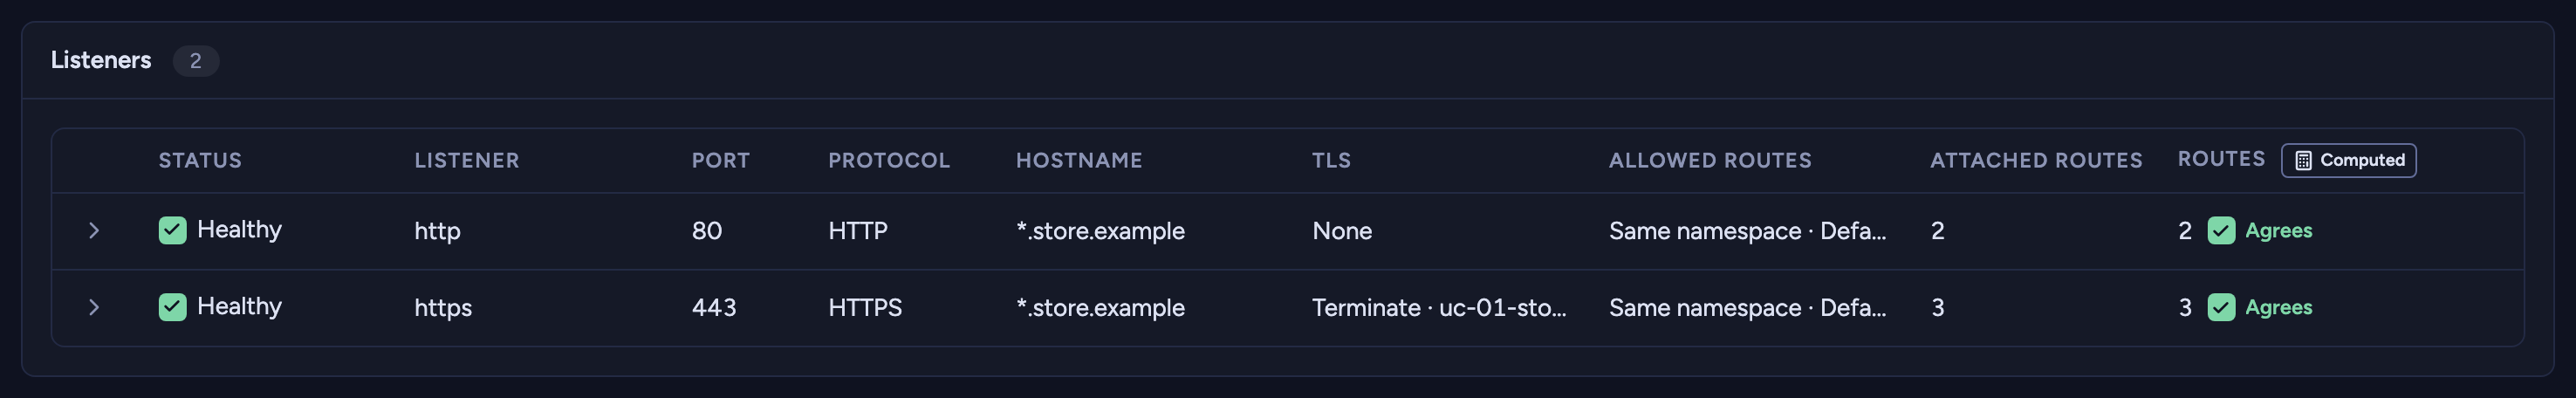 Listeners 2
STATUS LISTENER PORT PROTOCOL HOSTNAME TLS ALLOWED ROUTES ATTACHED ROUTES ROUTES Computed
Healthy http 80 HTTP *.store.example None Same namespace · Defa... 2 2 Agrees
Healthy https 443 HTTPS *.store.example Terminate · uc-01-sto... Same namespace · Defa... 3 3 Agrees